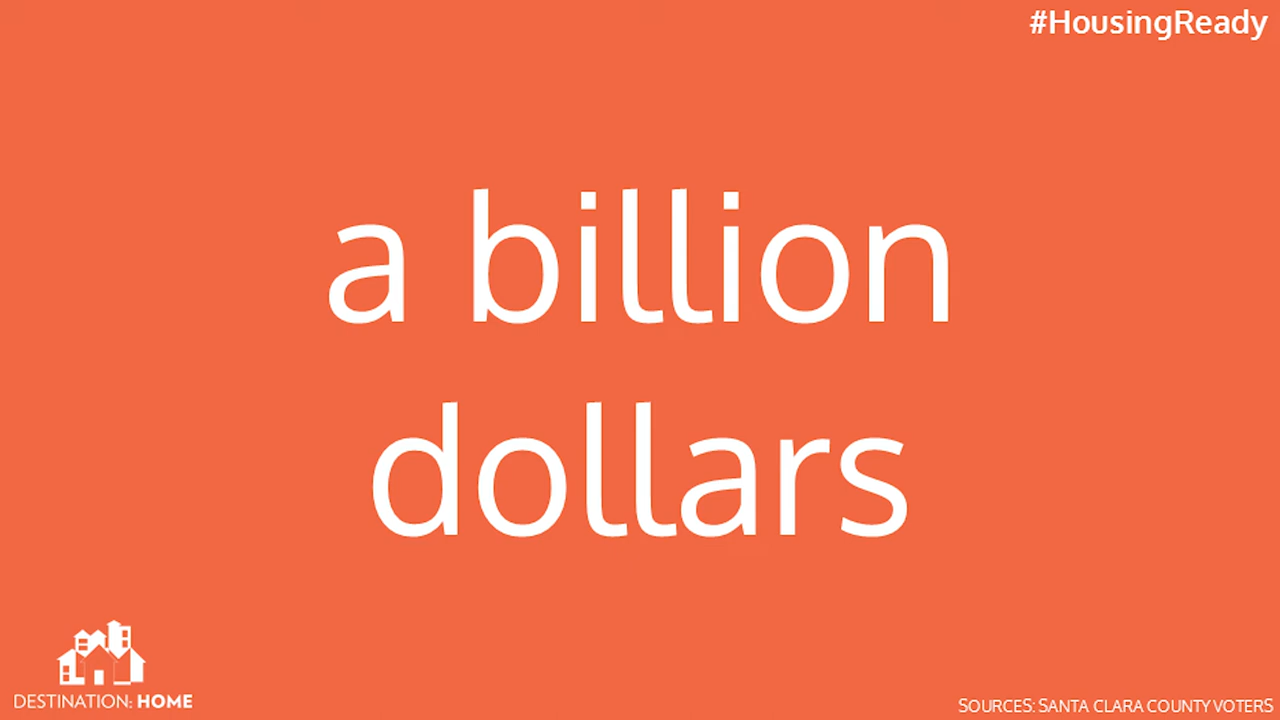 #HousingReady
a billion
dollars
DESTINATION: HOME
SOURCES: SANTA CLARA COUNTY VOTERS